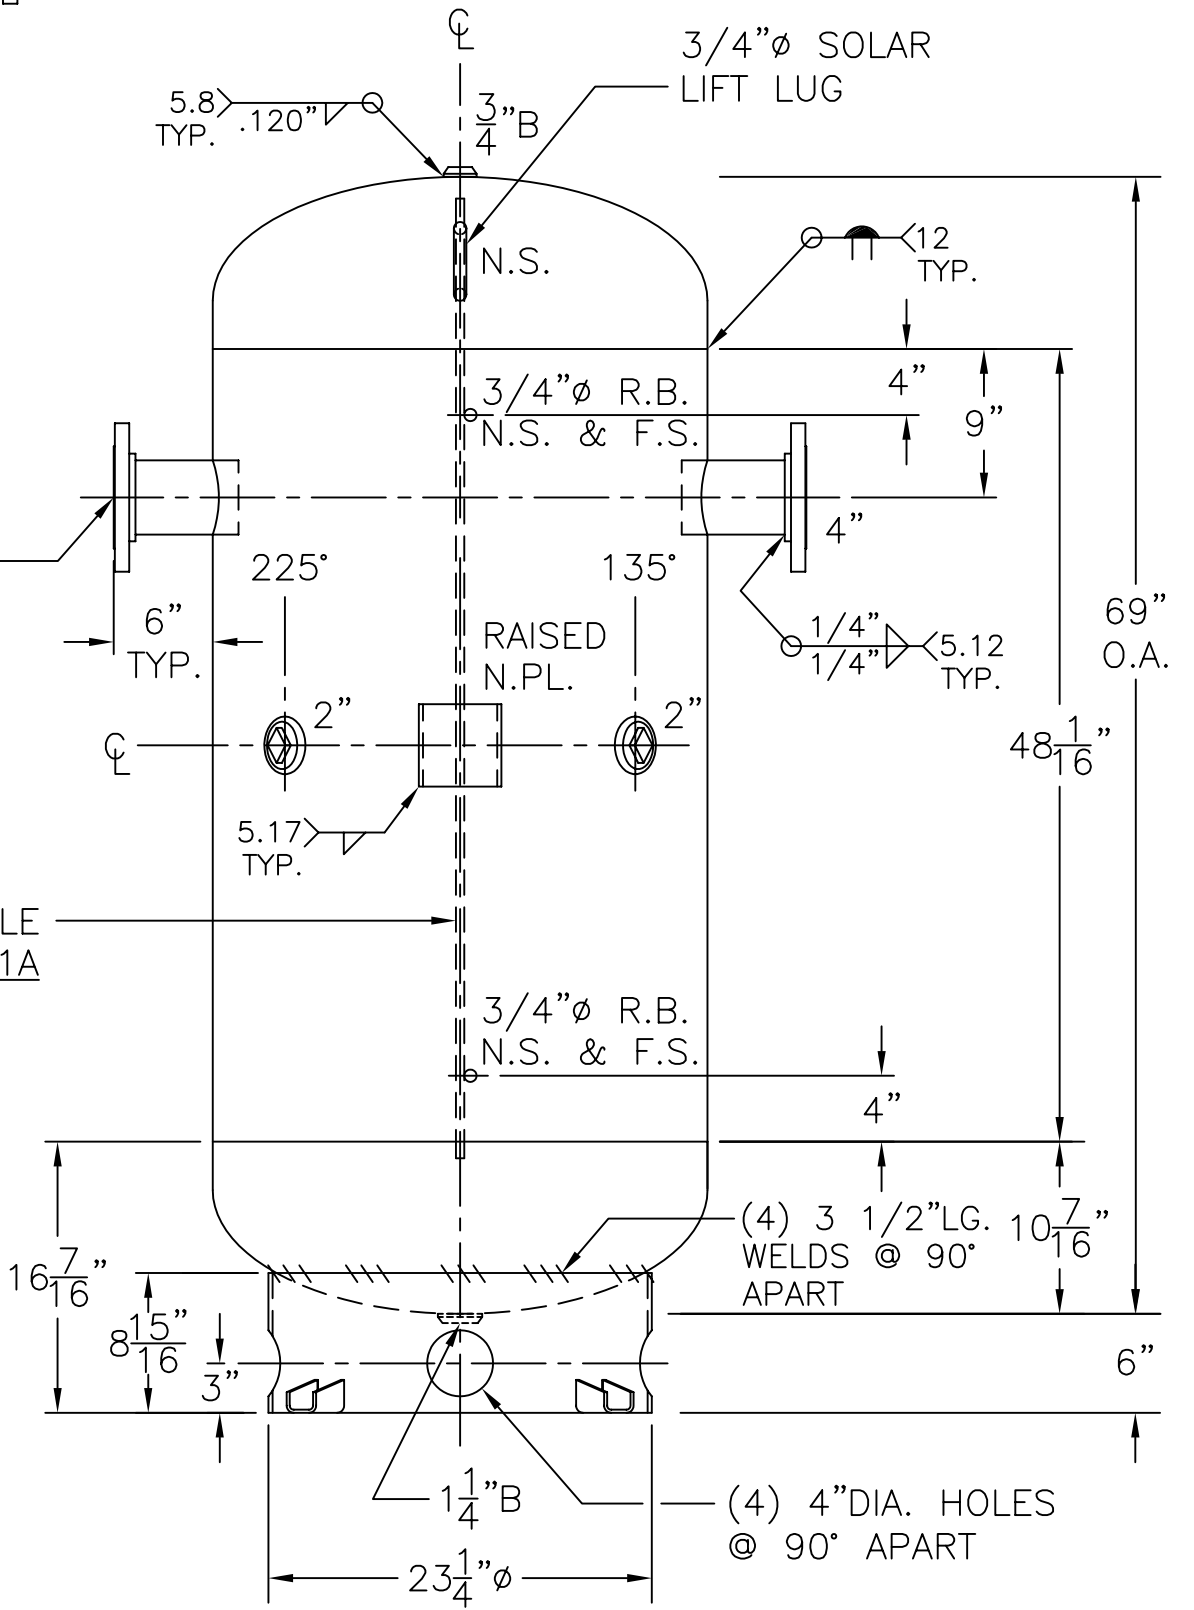 ℄
3/4"ø SOLAR
LIFT LUG
5.8
TYP.
.120"
3/4"B
N.S.
12
TYP.
4"
9"
3/4"ø R.B.
N.S. & F.S.
4"
225°
135°
6"
TYP.
1/4"
1/4"
5.12
TYP.
69"
O.A.
RAISED
N.PL.
2"
2"
℄
48 1/16"
5.17
TYP.
LE
1A
3/4"ø R.B.
N.S. & F.S.
4"
(4) 3 1/2"LG.
WELDS @ 90°
APART
10 7/16"
16 7/16"
8 15/16"
3"
6"
1 1/4"B
(4) 4"DIA. HOLES
@ 90° APART
23 1/4"ø